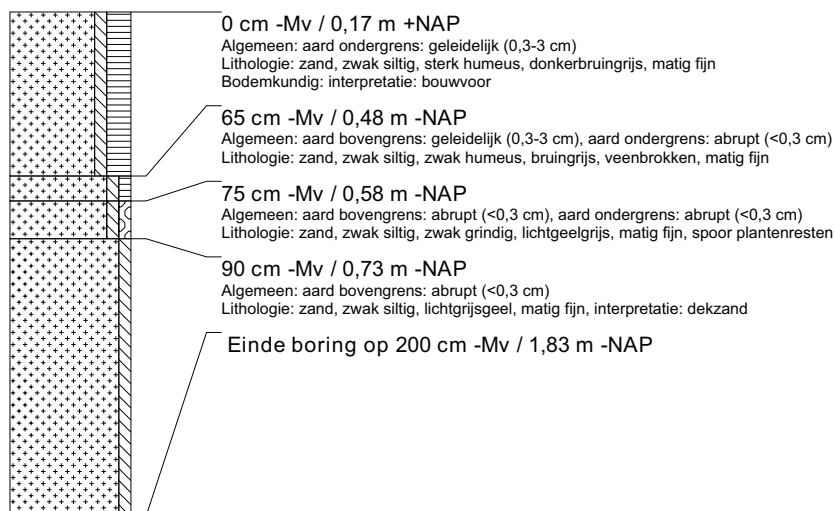 0 cm -Mv / 0,17 m +NAP
Algemeen: aard ondergrens: geleidelijk (0,3-3 cm)
Lithologie: zand, zwak siltig, sterk humeus, donkerbruingrijs, matig fijn
Bodemkundig: interpretatie: bouwvoor
65 cm -Mv / 0,48 m -NAP
Algemeen: aard bovengrens: geleidelijk (0,3-3 cm), aard ondergrens: abrupt (<0,3 cm)
Lithologie: zand, zwak siltig, zwak humeus, bruingrijs, veenbrokken, matig fijn
75 cm -Mv / 0,58 m -NAP
Algemeen: aard bovengrens: abrupt (<0,3 cm), aard ondergrens: abrupt (<0,3 cm)
Lithologie: zand, zwak siltig, zwak grindig, lichtgeelgrijs, matig fijn, spoor plantenresten
90 cm -Mv / 0,73 m -NAP
Algemeen: aard bovengrens: abrupt (<0,3 cm)
Lithologie: zand, zwak siltig, lichtgrijsgeel, matig fijn, interpretatie: dekzand
Einde boring op 200 cm -Mv / 1,83 m -NAP